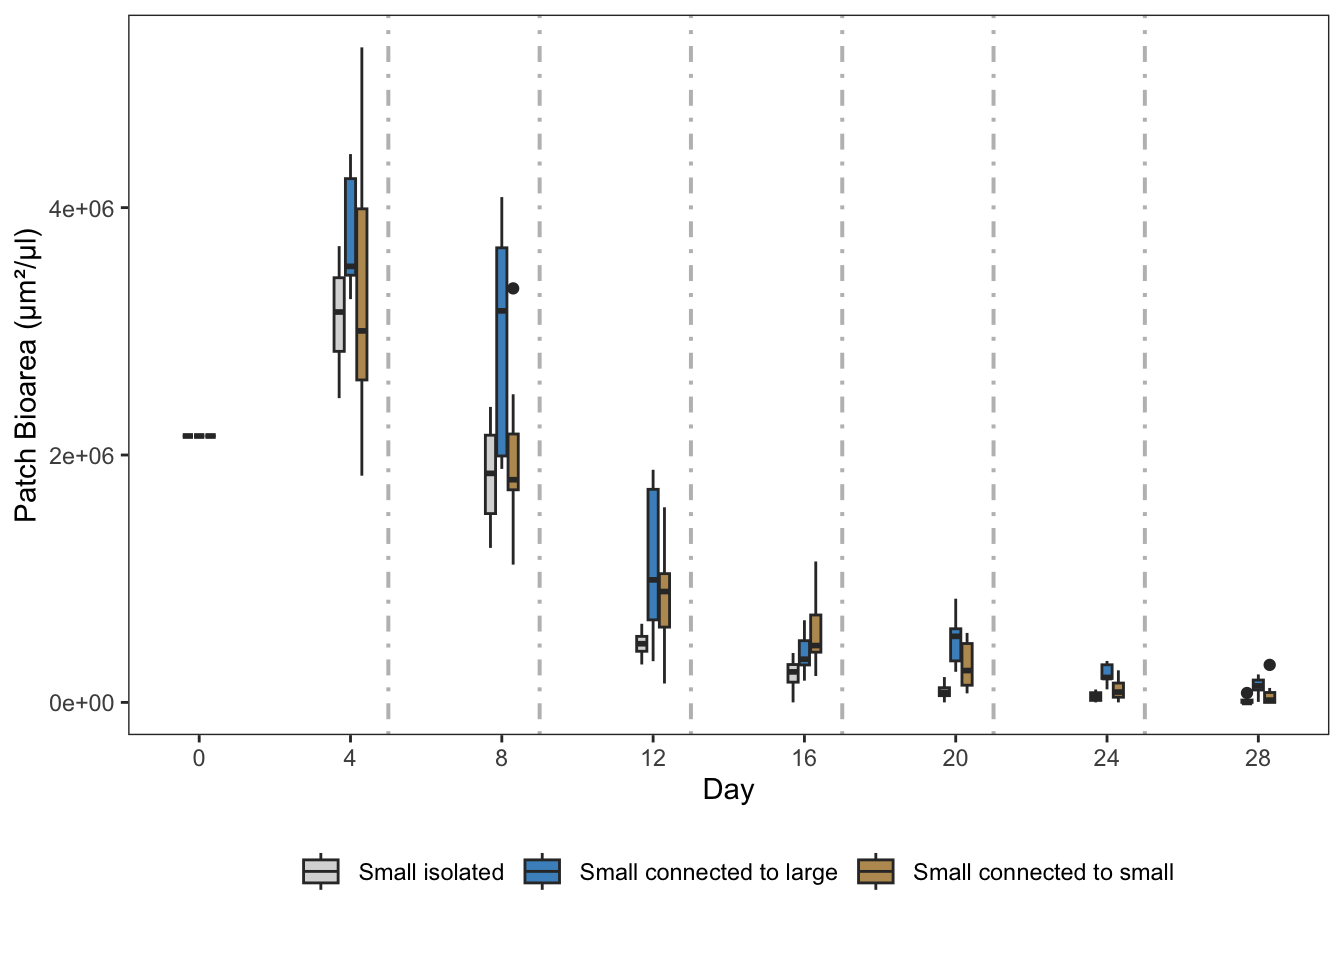 Patch Bioarea (µm²/µl)
4e+06
2e+06
0e+00
0 4 8 12 16 20 24 28
Day
Small isolated Small connected to large Small connected to small